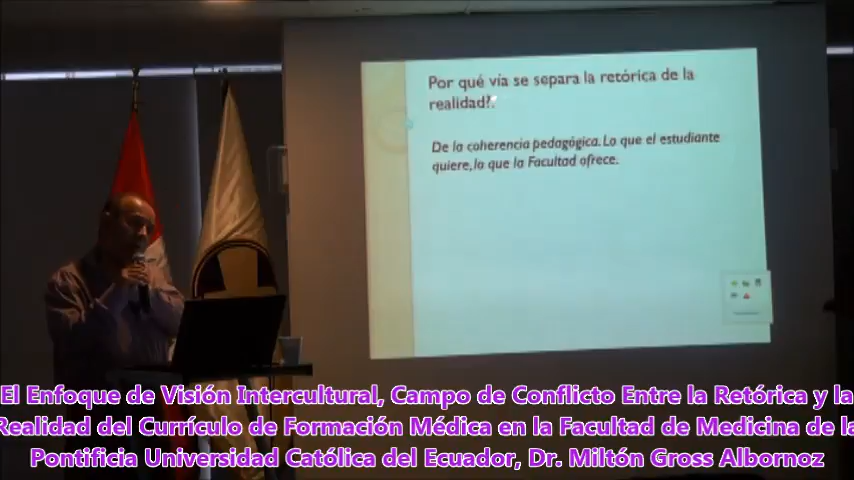 Por qué vía se separa la retórica de la
realidad?.
De la coherencia pedagógica. Lo que el estudiante
quiere, lo que la Facultad ofrece.
El Enfoque de Visión Intercultural, Campo de Conflicto Entre la Retórica y la
Realidad del Currículo de Formación Médica en la Facultad de Medicina de la
Pontificia Universidad Católica del Ecuador, Dr. Miltón Gross Albornoz